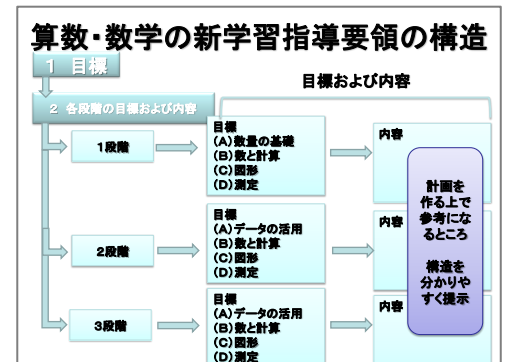 算数・数学の新学習指導要領の構造
1 目標
目標および内容
2 各段階の目標および内容
1段階
目標
(A)数量の基礎
(B)数と計算
(C)図形
(D)測定
内容
計画を
作る上で
参考にな
るところ
構造を
分かりや
すく提示
2段階
目標
(A)データの活用
(B)数と計算
(C)図形
(D)測定
内容
3段階
目標
(A)データの活用
(B)数と計算
(C)図形
(D)測定
内容